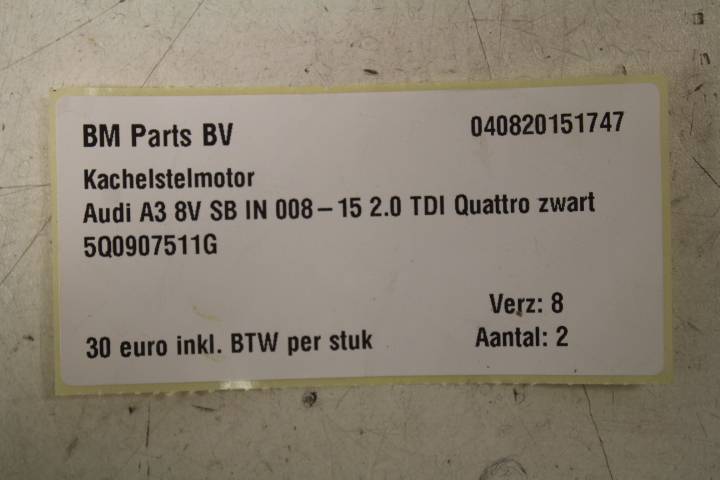 BM Parts BV 040820151747
Kachelstelmotor
Audi A3 8V SB IN 008-15 2.0 TDI Quattro zwart
5Q0907511G
Verz: 8
30 euro inkl. BTW per stuk Aantal: 2